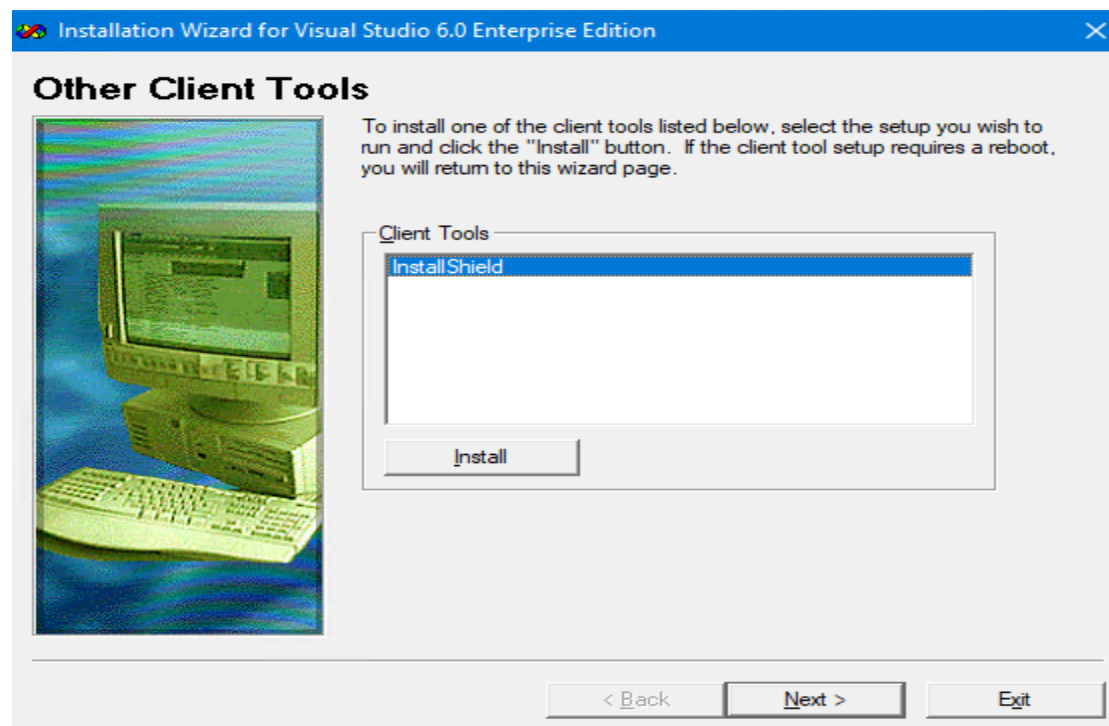 Installation Wizard for Visual Studio 6.0 Enterprise Edition
Other Client Tools
To install one of the client tools listed below, select the setup you wish to
run and click the "Install" button.  If the client tool setup requires a reboot,
you will return to this wizard page.
Client Tools
InstallShield
Install
< Back
Next >
Exit